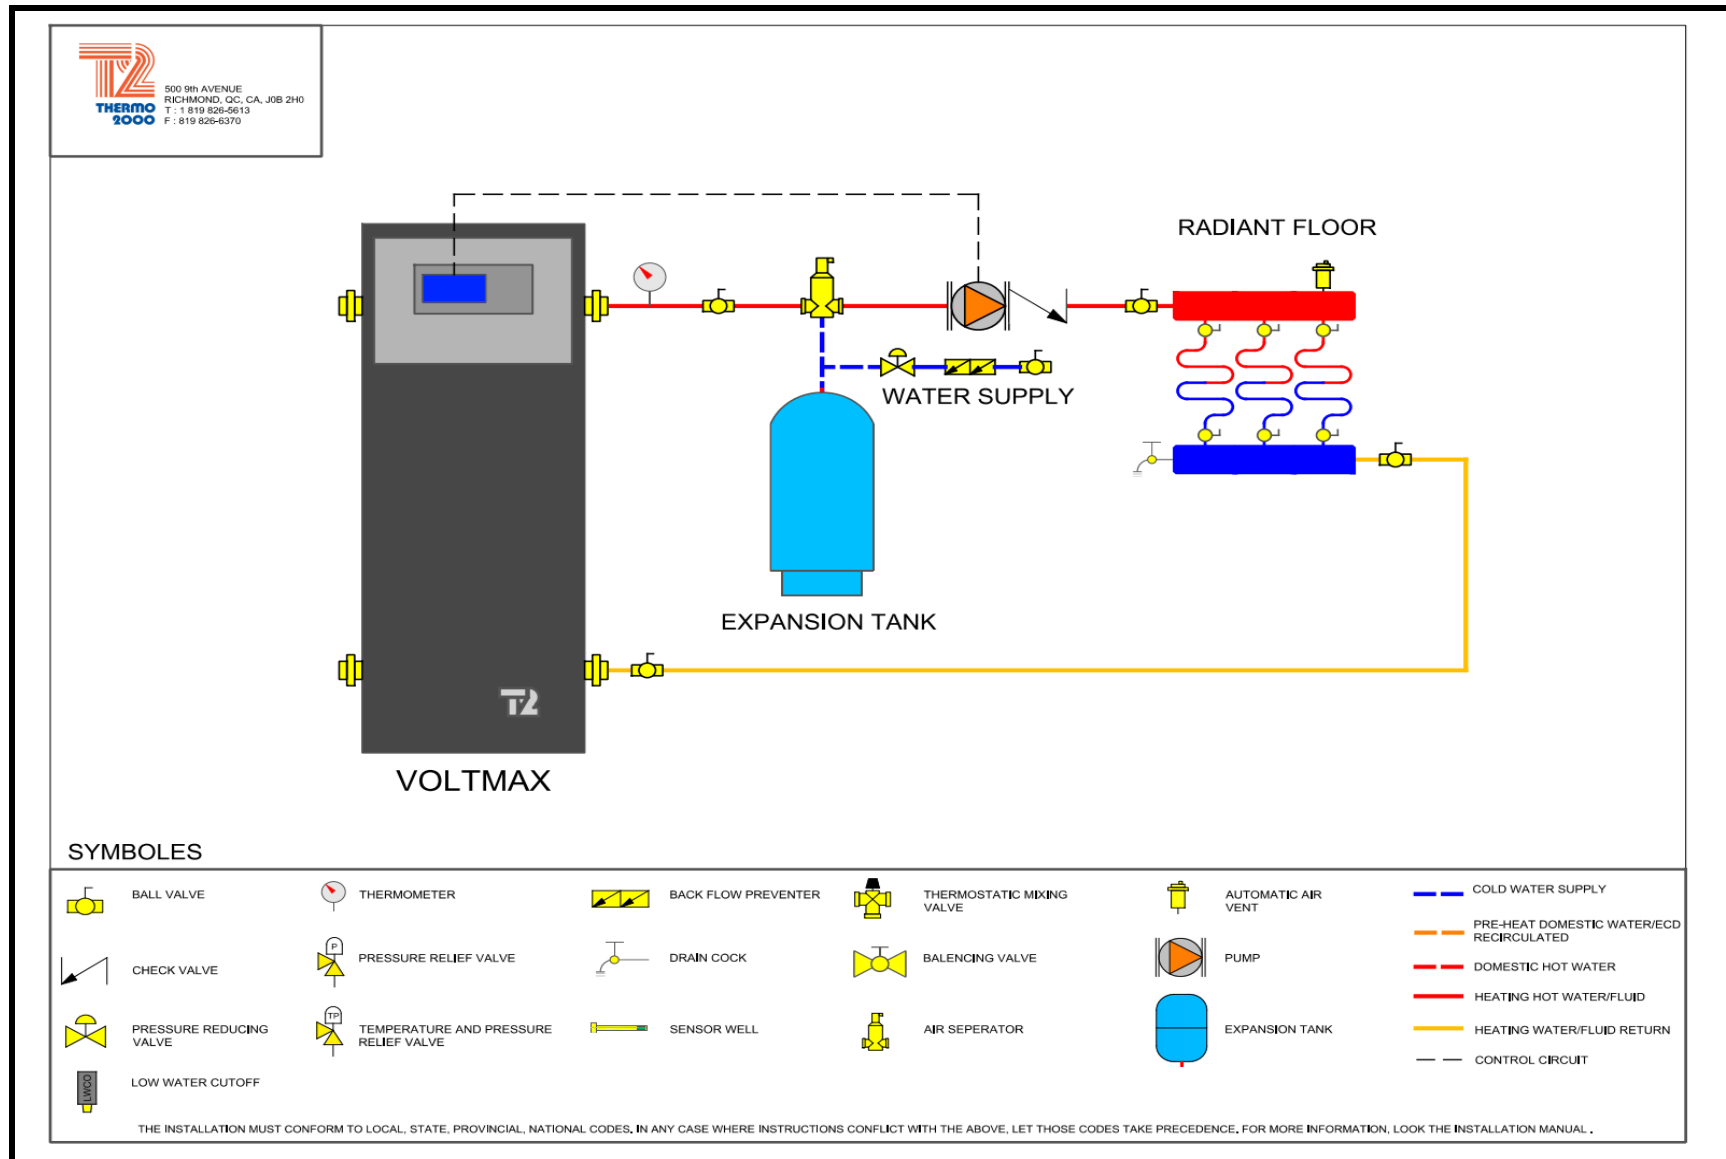 T2
THERMO
2000
500 9th AVENUE
RICHMOND, QC, CA, J0B 2H0
T : 1 819 826-5613
F : 819 826-6370
RADIANT FLOOR
WATER SUPPLY
EXPANSION TANK
T2
VOLTMAX
SYMBOLES
BALL VALVE
THERMOMETER
BACK FLOW PREVENTER
THERMOSTATIC MIXING
VALVE
AUTOMATIC AIR
VENT
COLD WATER SUPPLY
PRE-HEAT DOMESTIC WATER/ECD
RECIRCULATED
CHECK VALVE
P
PRESSURE RELIEF VALVE
DRAIN COCK
BALENCING VALVE
PUMP
DOMESTIC HOT WATER
HEATING HOT WATER/FLUID
PRESSURE REDUCING
VALVE
TP
TEMPERATURE AND PRESSURE
RELIEF VALVE
SENSOR WELL
AIR SEPERATOR
EXPANSION TANK
HEATING WATER/FLUID RETURN
CONTROL CIRCUIT
LWCO
LOW WATER CUTOFF
THE INSTALLATION MUST CONFORM TO LOCAL, STATE, PROVINCIAL, NATIONAL CODES. IN ANY CASE WHERE INSTRUCTIONS CONFLICT WITH THE ABOVE, LET THOSE CODES TAKE PRECEDENCE. FOR MORE INFORMATION, LOOK THE INSTALLATION MANUAL .